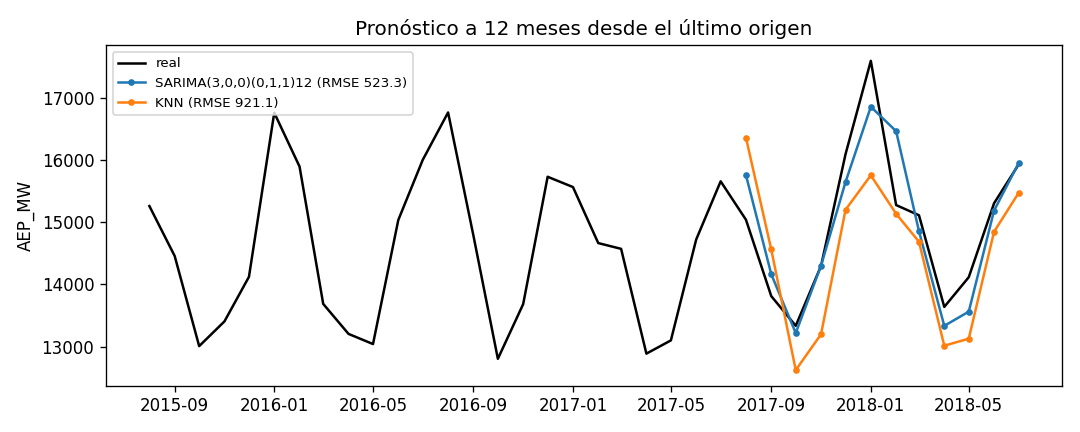 Pronóstico a 12 meses desde el último origen
real
SARIMA(3,0,0)(0,1,1)12 (RMSE 523.3)
KNN (RMSE 921.1)
AEP_MW
17000
16000
15000
14000
13000
2015-09
2016-01
2016-05
2016-09
2017-01
2017-05
2017-09
2018-01
2018-05